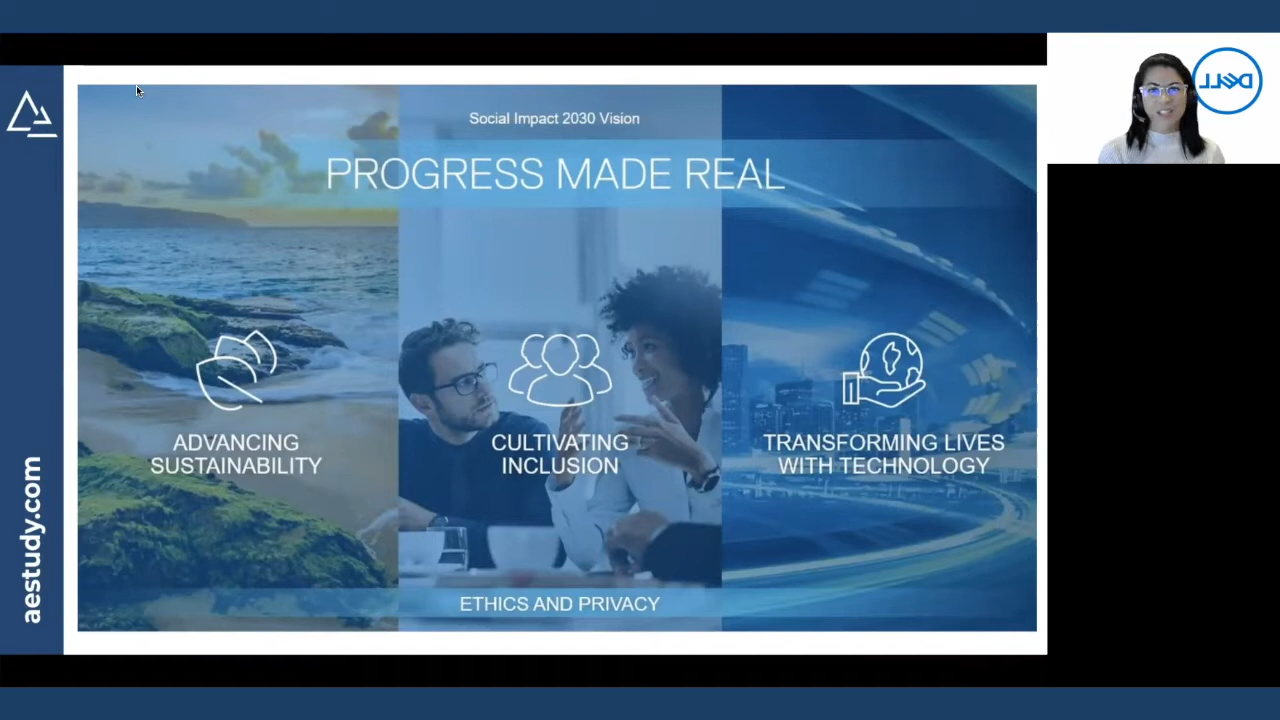 Social Impact 2030 Vision
PROGRESS MADE REAL
ADVANCING
SUSTAINABILITY
CULTIVATING
INCLUSION
TRANSFORMING LIVES
WITH TECHNOLOGY
ETHICS AND PRIVACY
aestudy.com
DELL